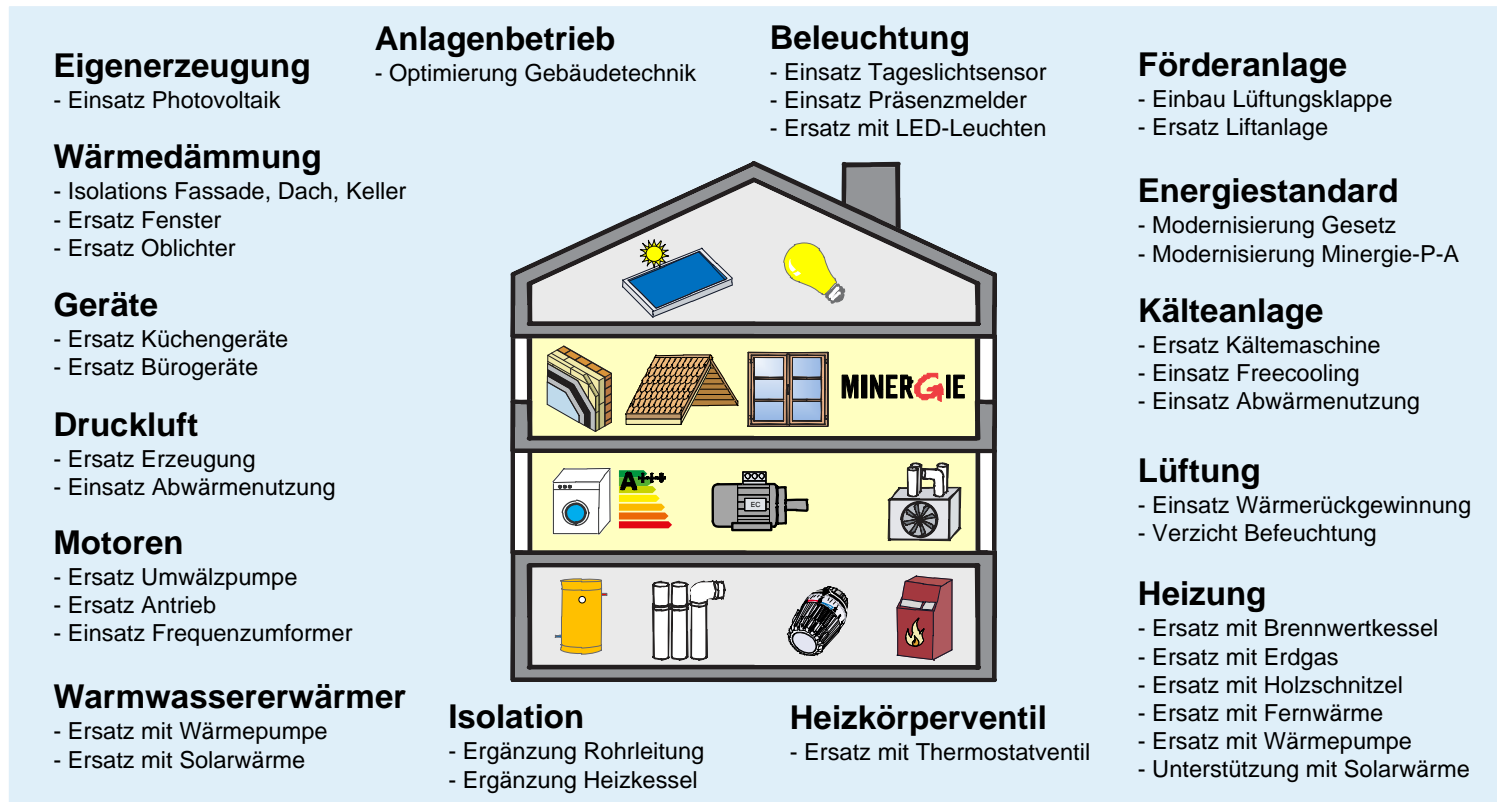 Eigenerzeugung
- Einsatz Photovoltaik
Anlagenbetrieb
- Optimierung Gebäudetechnik
Beleuchtung
- Einsatz Tageslichtsensor
- Einsatz Präsenzmelder
- Ersatz mit LED-Leuchten
Förderanlage
- Einbau Lüftungsklappe
- Ersatz Liftanlage
Wärmedämmung
- Isolations Fassade, Dach, Keller
- Ersatz Fenster
- Ersatz Oblichter
Energiestandard
- Modernisierung Gesetz
- Modernisierung Minergie-P-A
Geräte
- Ersatz Küchengeräte
- Ersatz Bürogeräte
Kälteanlage
- Ersatz Kältemaschine
- Einsatz Freecooling
- Einsatz Abwärmenutzung
MINERGIE
Druckluft
- Ersatz Erzeugung
- Einsatz Abwärmenutzung
A+++
EC
Lüftung
- Einsatz Wärmerückgewinnung
- Verzicht Befeuchtung
Motoren
- Ersatz Umwälzpumpe
- Ersatz Antrieb
- Einsatz Frequenzumformer
Heizung
- Ersatz mit Brennwertkessel
- Ersatz mit Erdgas
- Ersatz mit Holzschnitzel
- Ersatz mit Fernwärme
- Ersatz mit Wärmepumpe
- Unterstützung mit Solarwärme
Warmwassererwärmer
- Ersatz mit Wärmepumpe
- Ersatz mit Solarwärme
Isolation
- Ergänzung Rohrleitung
- Ergänzung Heizkessel
Heizkörperventil
- Ersatz mit Thermostatventil